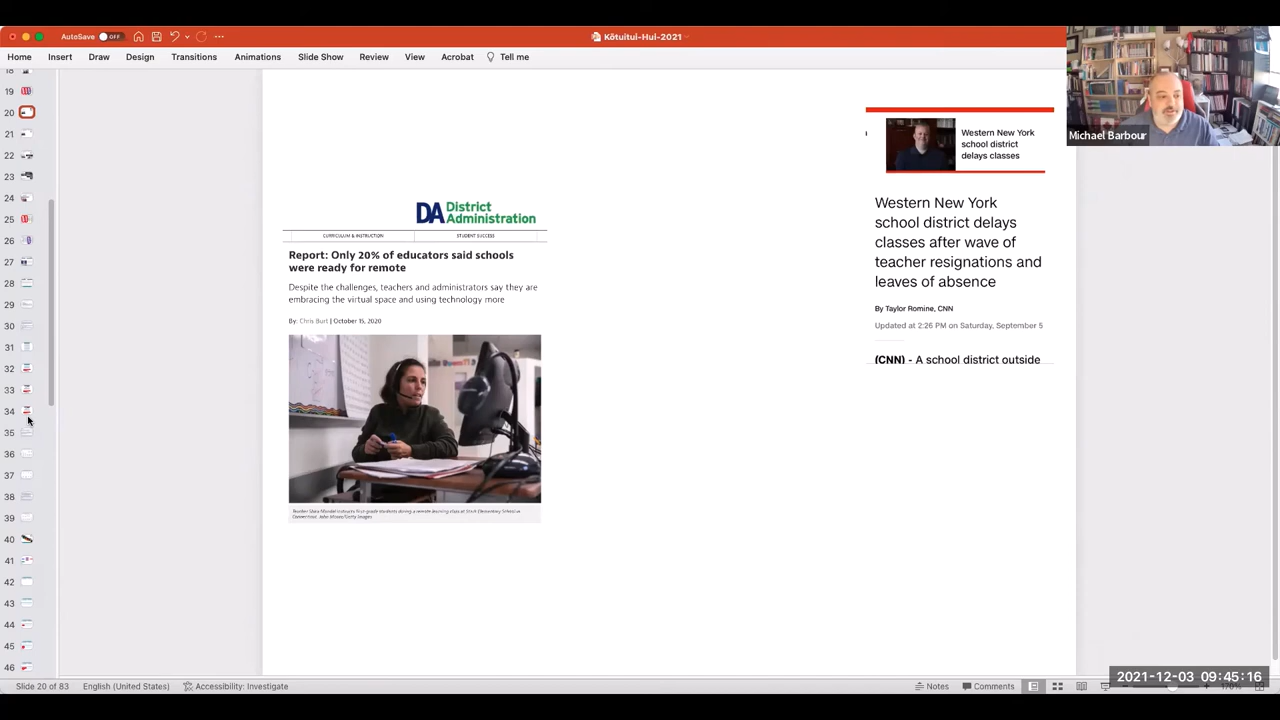 AutoSave OFF
Kōtuitui-Hui-2021
Home Insert Draw Design Transitions Animations Slide Show Review View Acrobat Tell me
18
19
20
21
22
23
24
25
26
27
28
29
30
31
32
33
34
35
36
37
38
39
40
41
42
43
44
45
46
DA District
Administration
CURRICULUM & INSTRUCTION STUDENT SUCCESS
Report: Only 20% of educators said schools
were ready for remote
Despite the challenges, teachers and administrators say they are
embracing the virtual space and using technology more
By: Chris Burt | October 15, 2020
Western New York
school district
delays classes
Western New York
school district delays
classes after wave of
teacher resignations and
leaves of absence
By Taylor Romine, CNN
Updated at 2:26 PM on Saturday, September 5
(CNN) - A school district outside
Michael Barbour
Slide 20 of 83 English (United States) Accessibility: Investigate Notes Comments
2021-12-03 09:45:16